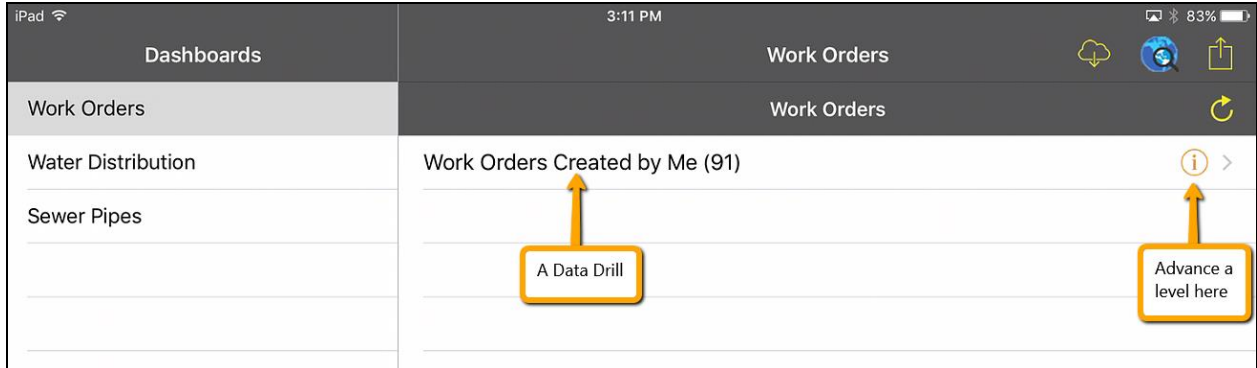 iPad 3:11 PM 83%
Dashboards Work Orders
Work Orders Work Orders
Water Distribution Work Orders Created by Me (91) i
Sewer Pipes
A Data Drill
Advance a
level here